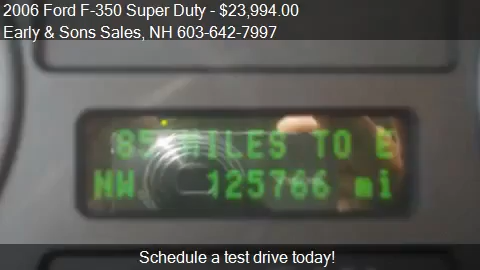 2006 Ford F-350 Super Duty - $23,994.00
Early & Sons Sales, NH 603-642-7997
85 MILES TO E
NW 125766 mi
Schedule a test drive today!